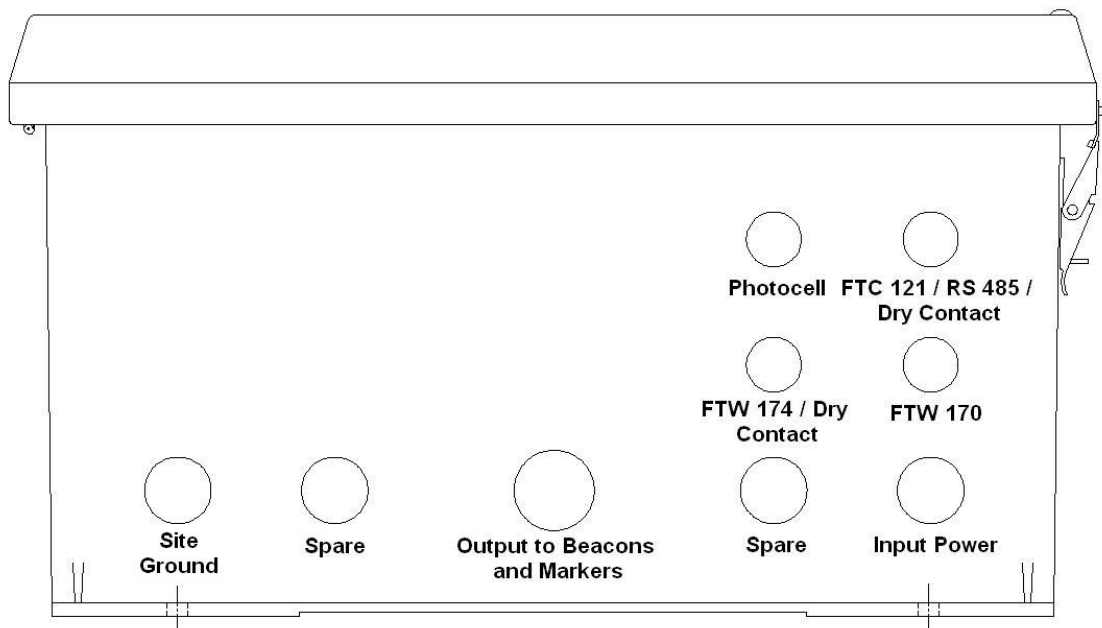 Photocell
FTC 121 / RS 485 /
Dry Contact
FTW 174 / Dry
Contact
FTW 170
Site
Ground
Spare
Output to Beacons
and Markers
Spare
Input Power